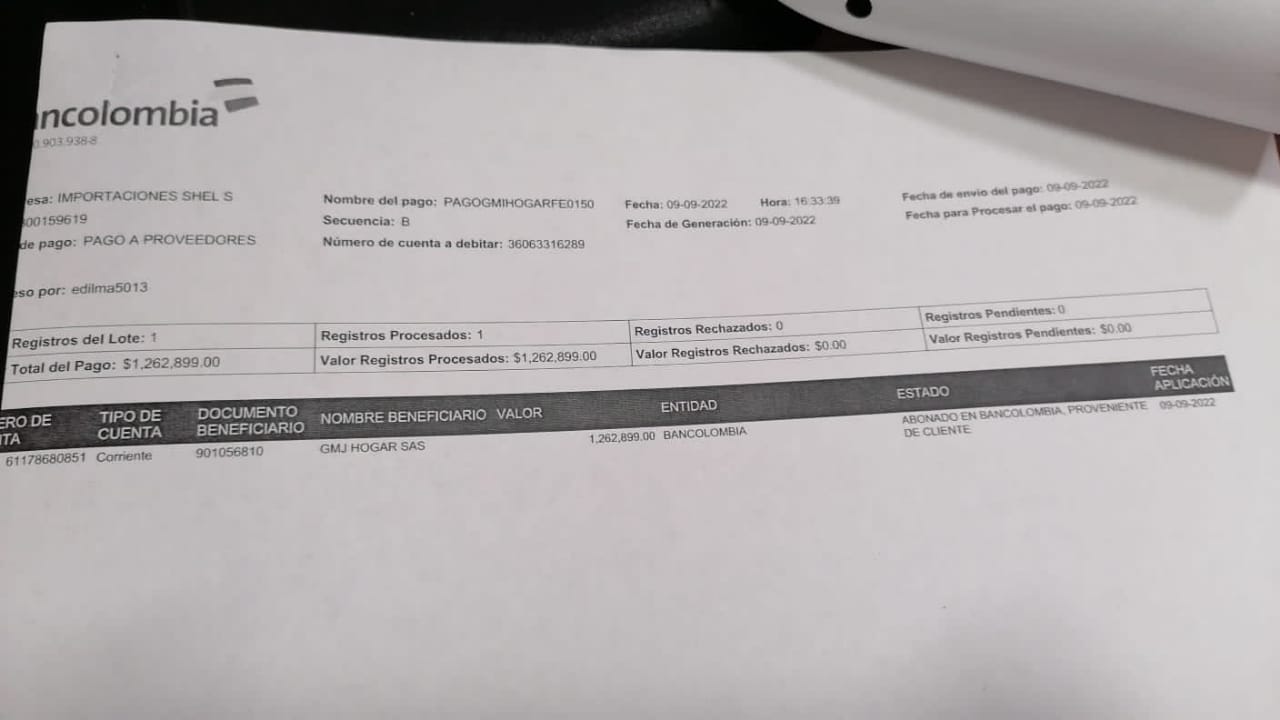 ncolombia
0.903.938-8
esa: IMPORTACIONES SHEL S
Nombre del pago: PAGOGMIHOGARFE0150
Fecha: 09-09-2022 Hora: 16:33:39
Fecha de envio del pago: 09-09-2022
00159619
Secuencia: B
Fecha de Generación: 09-09-2022
Fecha para Procesar el pago: 09-09-2022
de pago: PAGO A PROVEEDORES
Número de cuenta a debitar: 36063316289
eso por: edilma5013
Registros del Lote: 1
Registros Procesados: 1
Registros Rechazados: 0
Registros Pendientes: 0
Total del Pago: $1,262,899.00
Valor Registros Procesados: $1,262,899.00
Valor Registros Rechazados: $0.00
Valor Registros Pendientes: $0.00
ERO DE
TA
TIPO DE
CUENTA
DOCUMENTO
BENEFICIARIO
NOMBRE BENEFICIARIO VALOR
ENTIDAD
ESTADO
FECHA
APLICACIÓN
61178680851 Corriente 901056810 GMJ HOGAR SAS 1,262,899.00 BANCOLOMBIA
ABONADO EN BANCOLOMBIA, PROVENIENTE
DE CLIENTE
09-09-2022